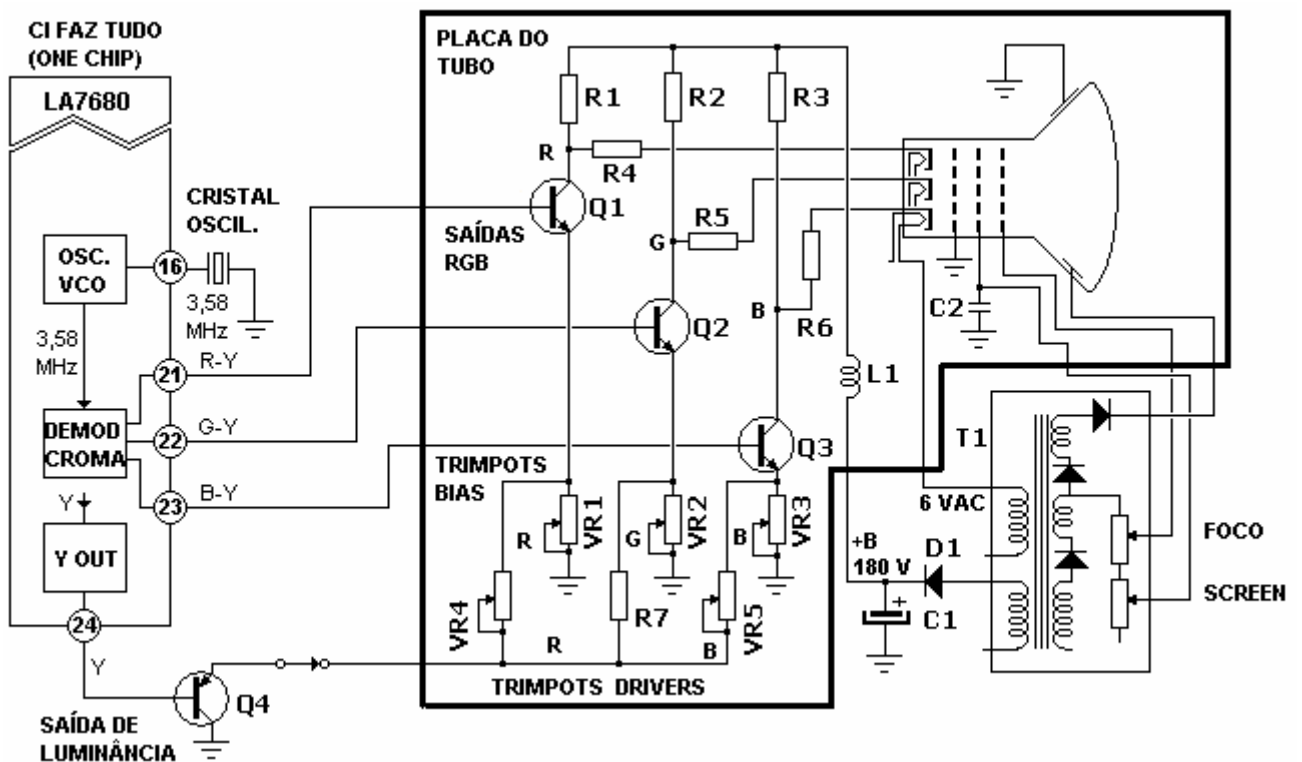 CI FAZ TUDO
(ONE CHIP)
LA7680
PLACA DO
TUBO
R1
R2
R3
R
R4
CRISTAL
OSCIL.
Q1
SAÍDAS
RGB
R5
G
OSC.
VCO
16
3,58
MHz
B
R6
C2
Q2
3,58
MHz
R-Y
21
L1
DEMOD
CROMA
G-Y
22
T1
Q3
B-Y
23
TRIMPOTS
BIAS
6 VAC
Y
VR1
VR2
VR3
R
G
B
+B
180 V
D1
FOCO
Y OUT
SCREEN
VR4
R7
VR5
+
C1
24
R
B
Y
TRIMPOTS DRIVERS
Q4
SAÍDA DE
LUMINÂNCIA